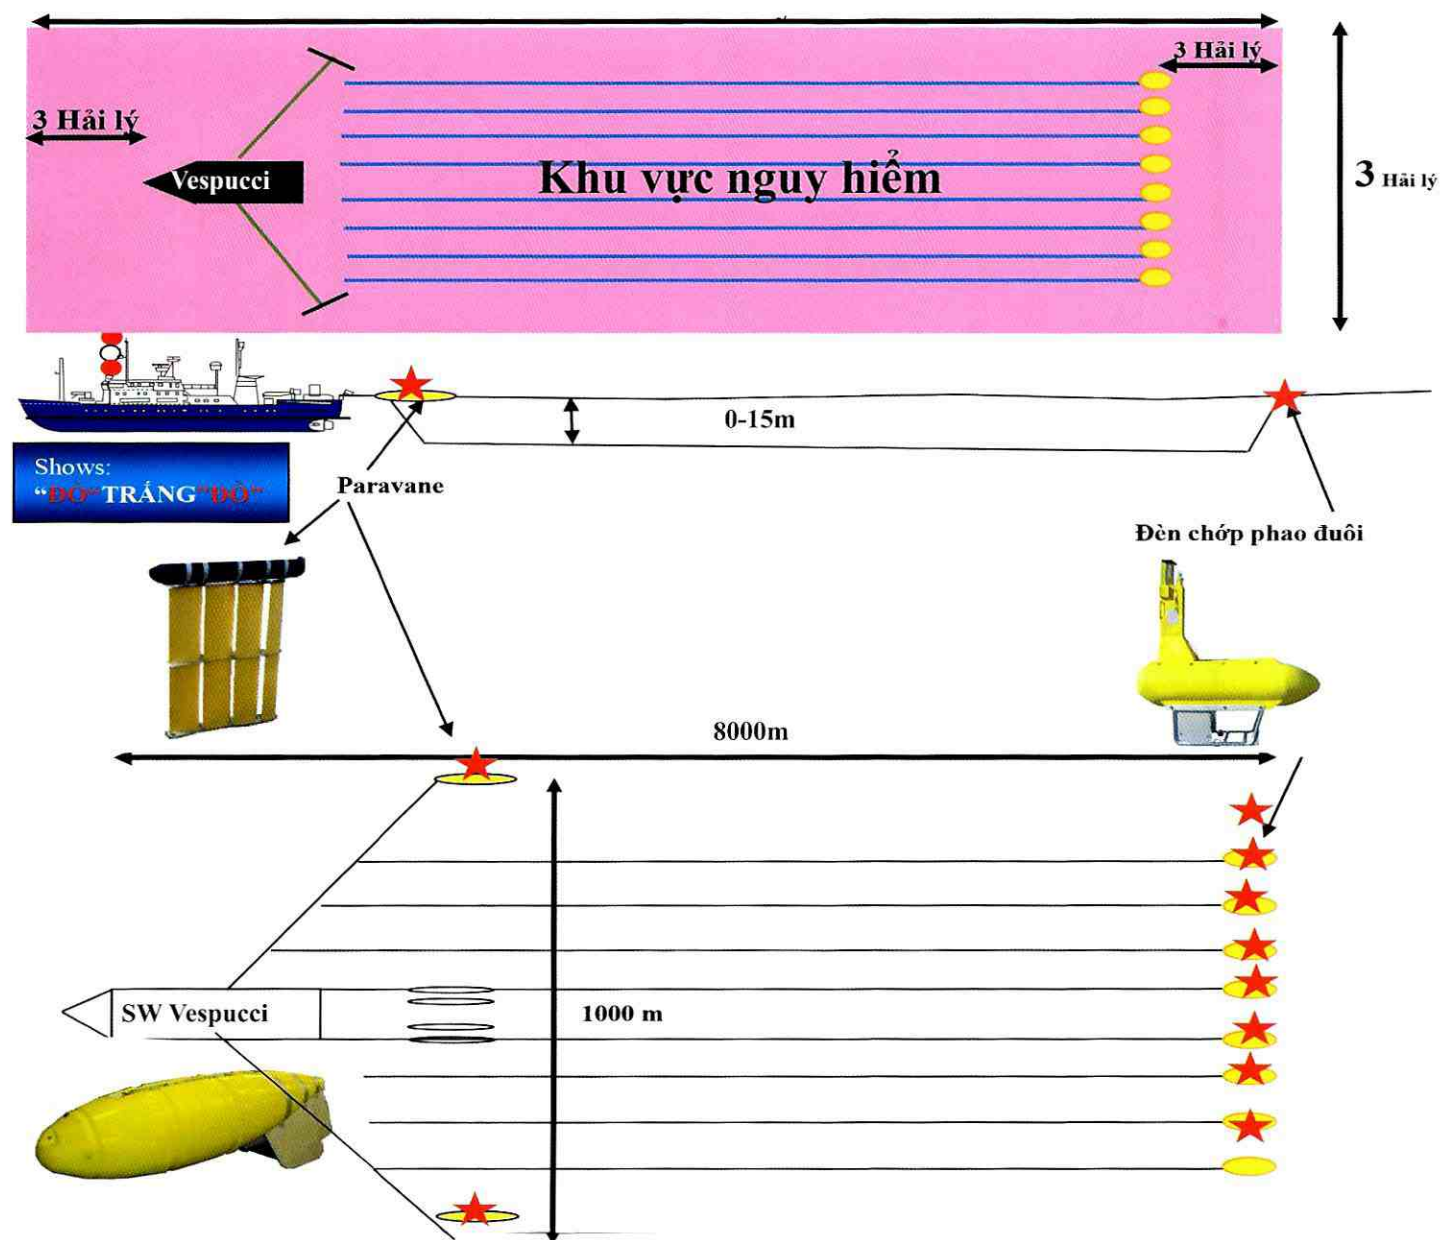 3 Hải lý
3 Hải lý
Vespucci
Khu vực nguy hiểm
3 Hải lý
0-15m
Shows:
“ĐỎ“TRẮNG”ĐỎ”
Paravane
Đèn chớp phao đuôi
8000m
SW Vespucci
1000 m